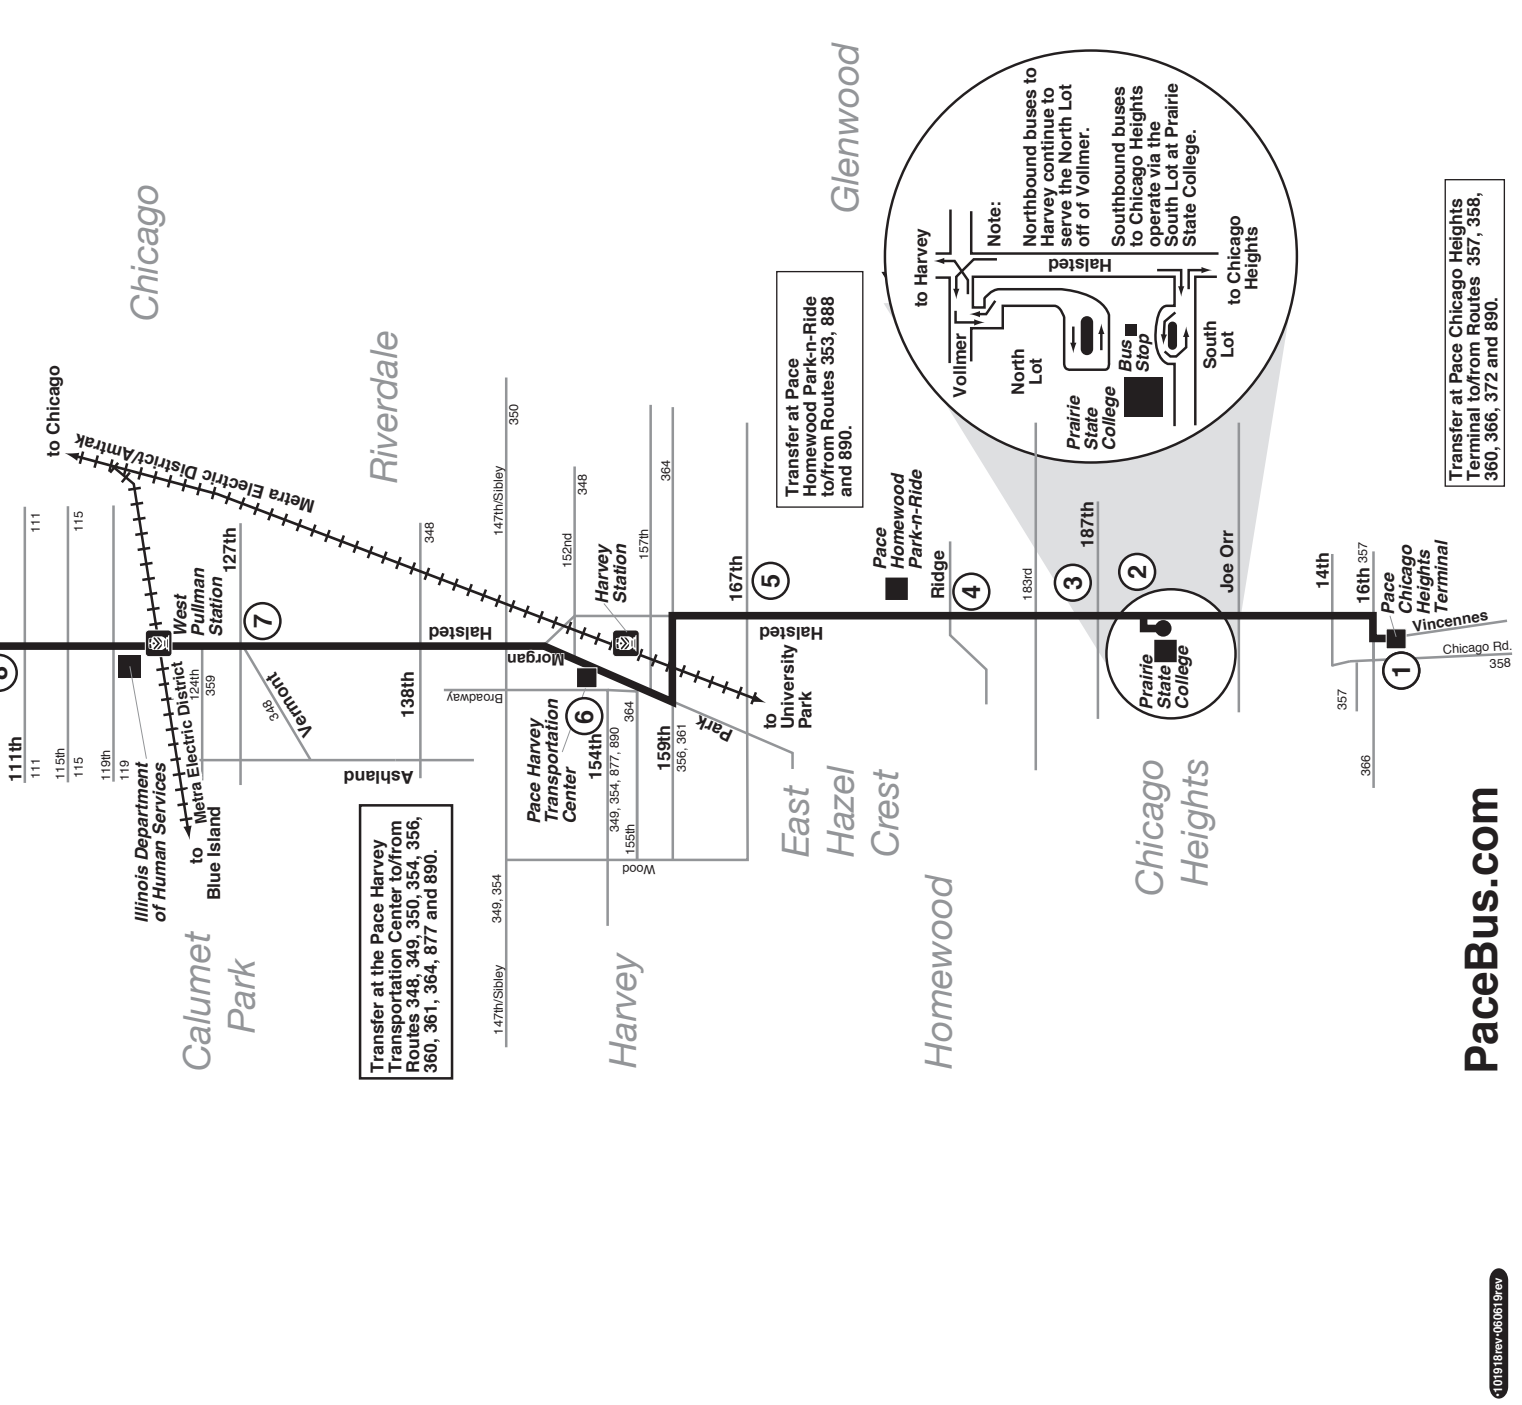 Chicago
Glenwood
Riverdale
to Chicago
Metra Electric District/Amtrak
111th
111
111
115th
115
115
119th
119
West
Pullman
Station
127th
7
Illinois Department
of Human Services
Metra Electric District
to
Blue Island
124th
359
348
Vermont
Ashland
138th
348
Halsted
Calumet
Park
Transfer at the Pace Harvey
Transportation Center to/from
Routes 348, 349, 350, 354, 356,
360, 361, 364, 877 and 890.
147th/Sibley
350
147th/Sibley
349, 354
Broadway
Morgan
152nd
348
Harvey
Station
157th
364
Pace Harvey
Transportation
Center
6
154th
349, 354, 877, 890
155th
364
159th
356, 361
Park
Wood
Harvey
167th
5
Halsted
to
University
Park
East
Hazel
Crest
Transfer at Pace
Homewood Park-n-Ride
to/from Routes 353, 888
and 890.
Pace
Homewood
Park-n-Ride
Ridge
4
Homewood
183rd
3
187th
2
Prairie
State
College
Joe Orr
Chicago
Heights
to Harvey
Vollmer
Note:
Northbound buses to
Harvey continue to
serve the North Lot
off of Vollmer.
Southbound buses
to Chicago Heights
operate via the
South Lot at Prairie
State College.
Halsted
North
Lot
Bus
Stop
Prairie
State
College
South
Lot
to Chicago
Heights
14th
16th
357
Pace
Chicago
Heights
Terminal
Vincennes
Chicago Rd.
358
1
357
366
Transfer at Pace Chicago Heights
Terminal to/from Routes 357, 358,
360, 366, 372 and 890.
PaceBus.com
•101918rev•060619rev